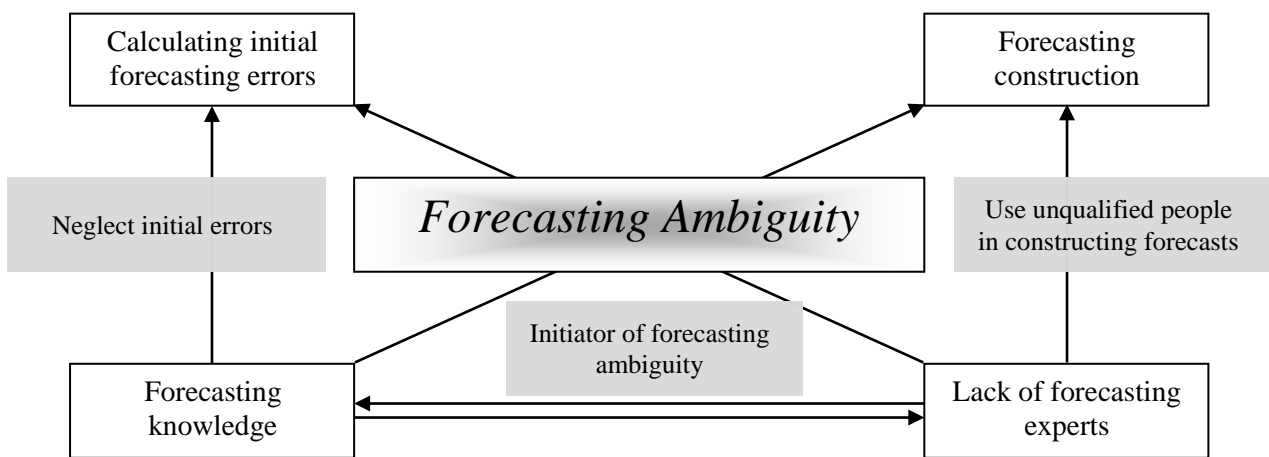 Calculating initial
forecasting errors
Forecasting
construction
Neglect initial errors
Forecasting Ambiguity
Use unqualified people
in constructing forecasts
Initiator of forecasting
ambiguity
Forecasting
knowledge
Lack of forecasting
experts